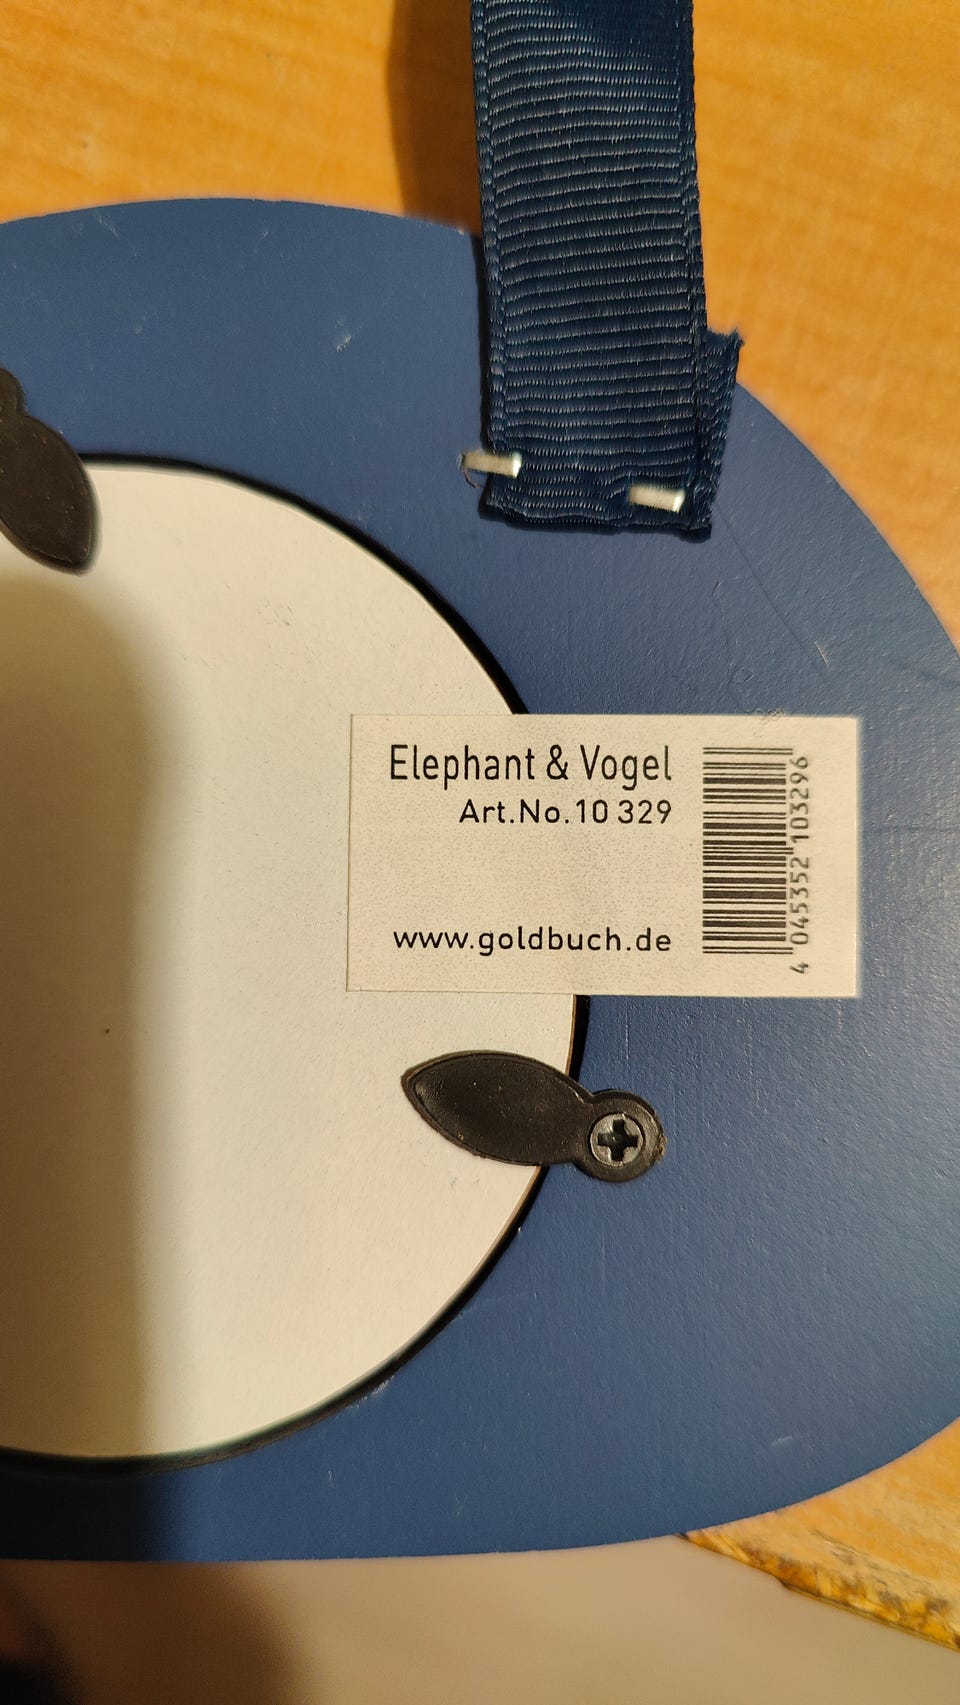 Elephant & Vogel
Art.No.10 329
www.goldbuch.de
4 045352 103296